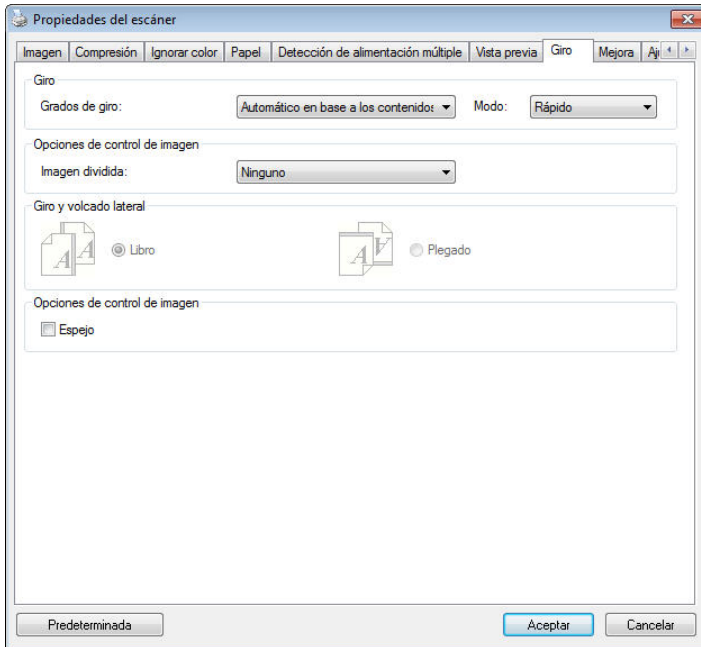 Propiedades del escáner
Imagen Compresión Ignorar color Papel Detección de alimentación múltiple Vista previa Giro Mejora Aju
Giro
Grados de giro: Automático en base a los contenidos Modo: Rápido
Opciones de control de imagen
Imagen dividida: Ninguno
Giro y volcado lateral
A A Libro A A Plegado
Opciones de control de imagen
Espejo
Predeterminada Aceptar Cancelar